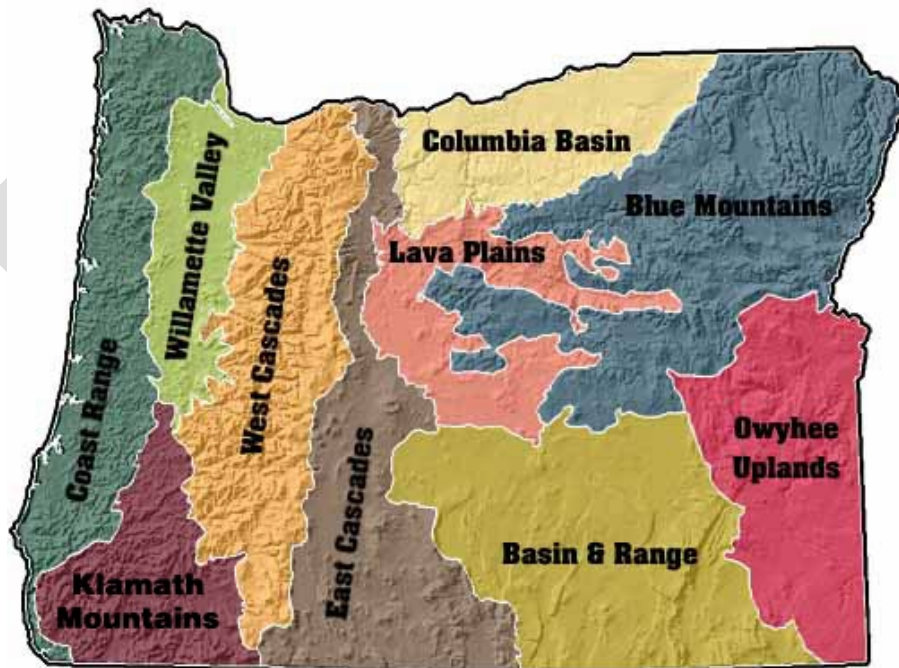 Columbia Basin
Blue Mountains
Lava Plains
Willamette Valley
West Cascades
Coast Range
East Cascades
Owyhee
Uplands
Basin & Range
Klamath
Mountains